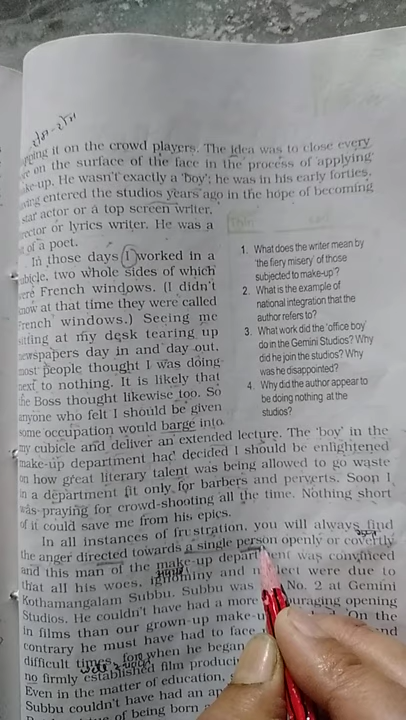 pping it on the crowd players. The idea was to close every
on the surface of the face in the process of applying
ke-up. He wasn't exactly a 'boy'; he was in his early forties,
ving entered the studios years ago in the hope of becoming
star actor or a top screen writer,
ector or lyrics writer. He was a
of a poet.
In those days I worked in a
bicle, two whole sides of which
ere French windows. (I didn't
now at that time they were called
French windows.) Seeing me
itting at my desk tearing up
newspapers day in and day out,
most people thought I was doing
next to nothing. It is likely that
the Boss thought likewise too. So
anyone who felt I should be given
some occupation would barge into
1. What does the writer mean by
'the fiery misery' of those
subjected to make-up?
2. What is the example of
national integration that the
author refers to?
3. What work did the 'office boy'
do in the Gemini Studios? Why
did he join the studios? Why
was he disappointed?
4. Why did the author appear to
be doing nothing at the
studios?
my cubicle and deliver an extended lecture. The 'boy' in the
make-up department had decided I should be enlightened
on how great literary talent was being allowed to go waste
in a department fit only for barbers and perverts. Soon I
was praying for crowd-shooting all the time. Nothing short
of it could save me from his epics.
In all instances of frustration, you will always find
the anger directed towards a single person openly or covertly
and this man of the make-up department was convinced
that all his woes, ignominy and neglect were due to
Kothamangalam Subbu. Subbu was No. 2 at Gemini
Studios. He couldn't have had a more encouraging opening
in films than our grown-up make-up On the
contrary he must have had to face
difficult times, for when he began
no firmly established film produc
Even in the matter of education,
Subbu couldn't have had an ap
of being born